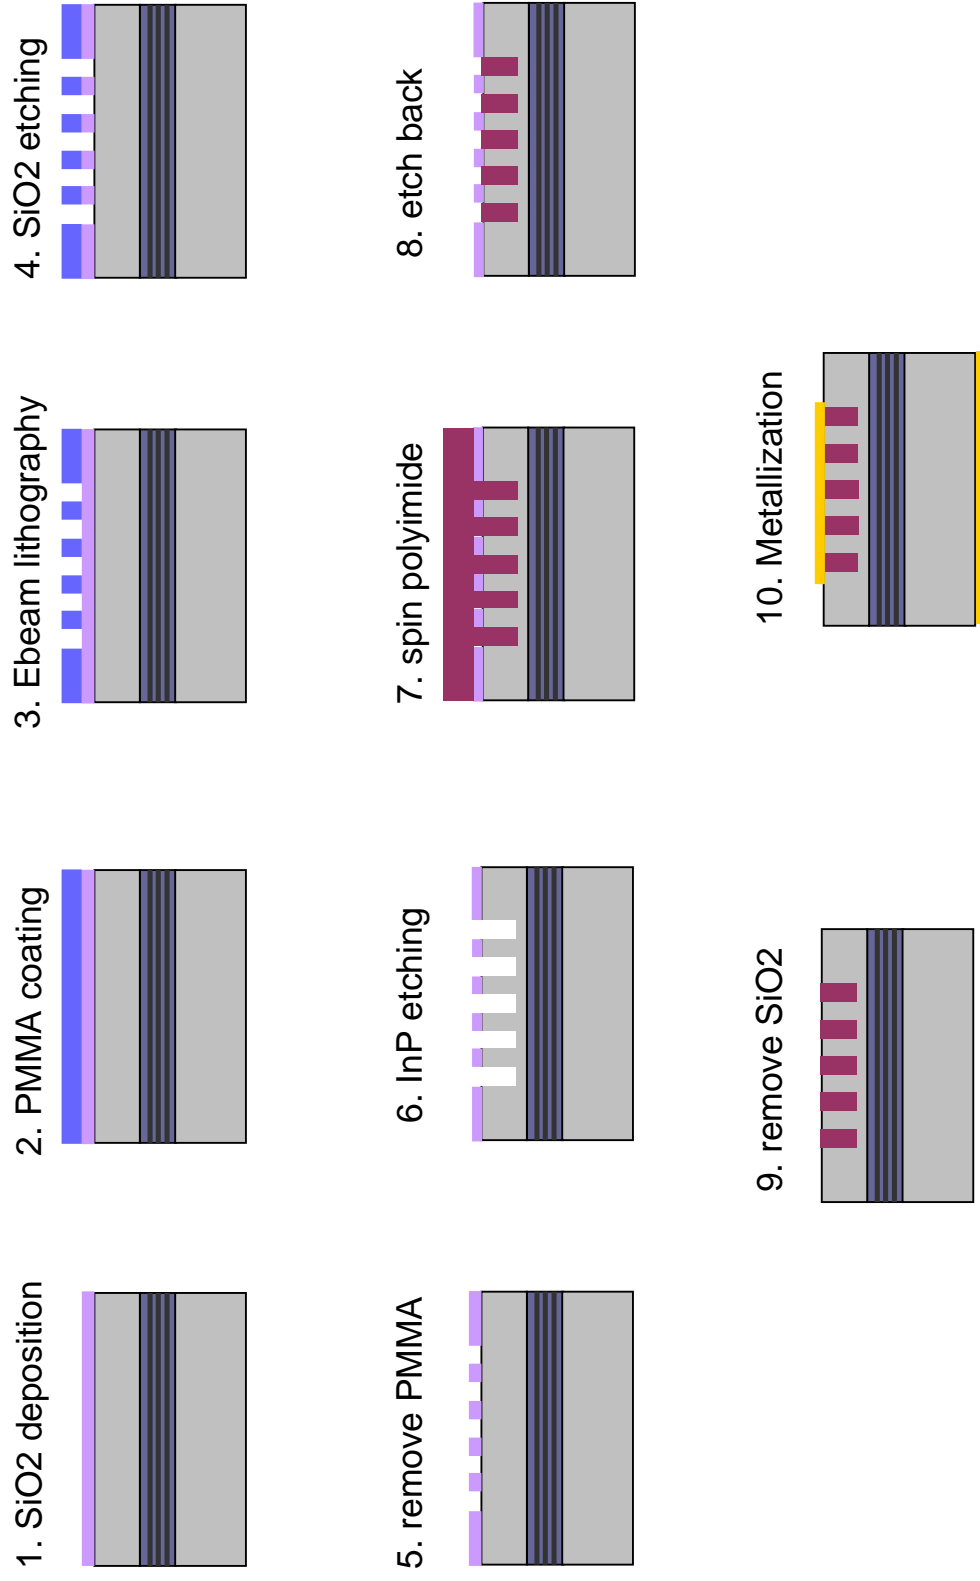 1. SiO2 deposition
2. PMMA coating
3. Ebeam lithography
4. SiO2 etching
5. remove PMMA
6. InP etching
7. spin polyimide
8. etch back
9. remove SiO2
10. Metallization